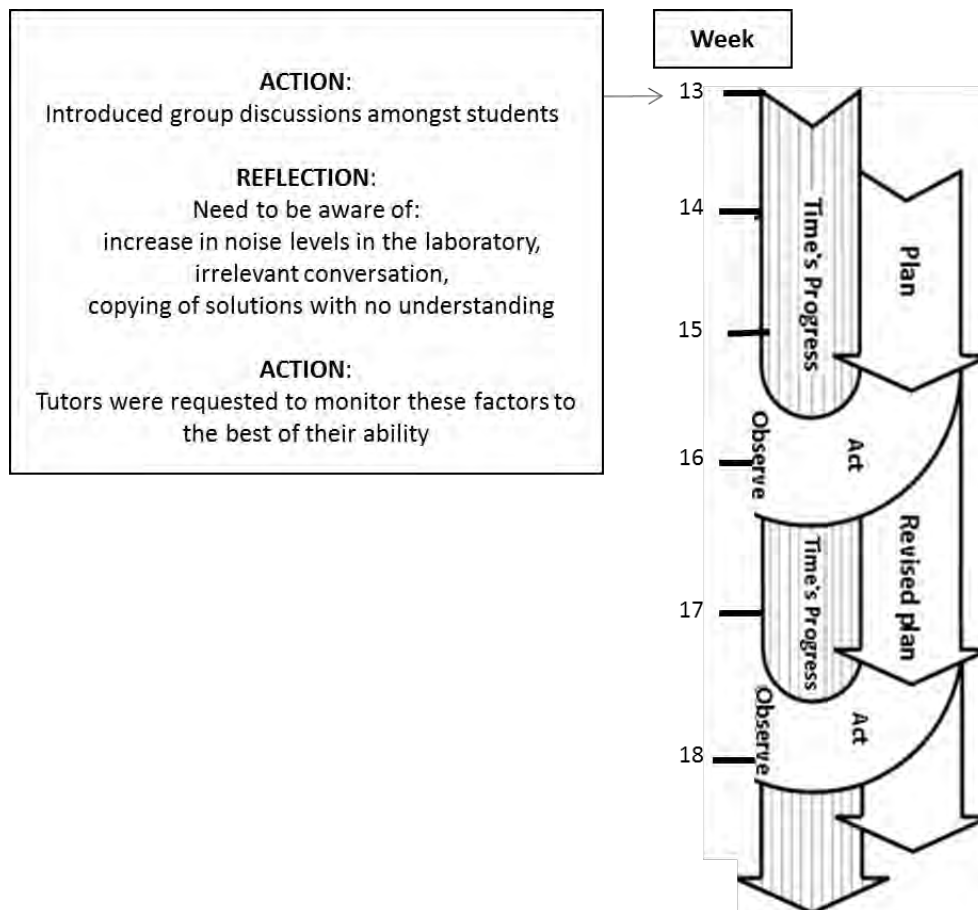 ACTION:
Introduced group discussions amongst students
REFLECTION:
Need to be aware of:
increase in noise levels in the laboratory,
irrelevant conversation,
copying of solutions with no understanding
ACTION:
Tutors were requested to monitor these factors to
the best of their ability
Week
13
14
15
16
17
18
Time's Progress
Plan
Observe
Act
Time's Progress
Revised plan
Observe
Act